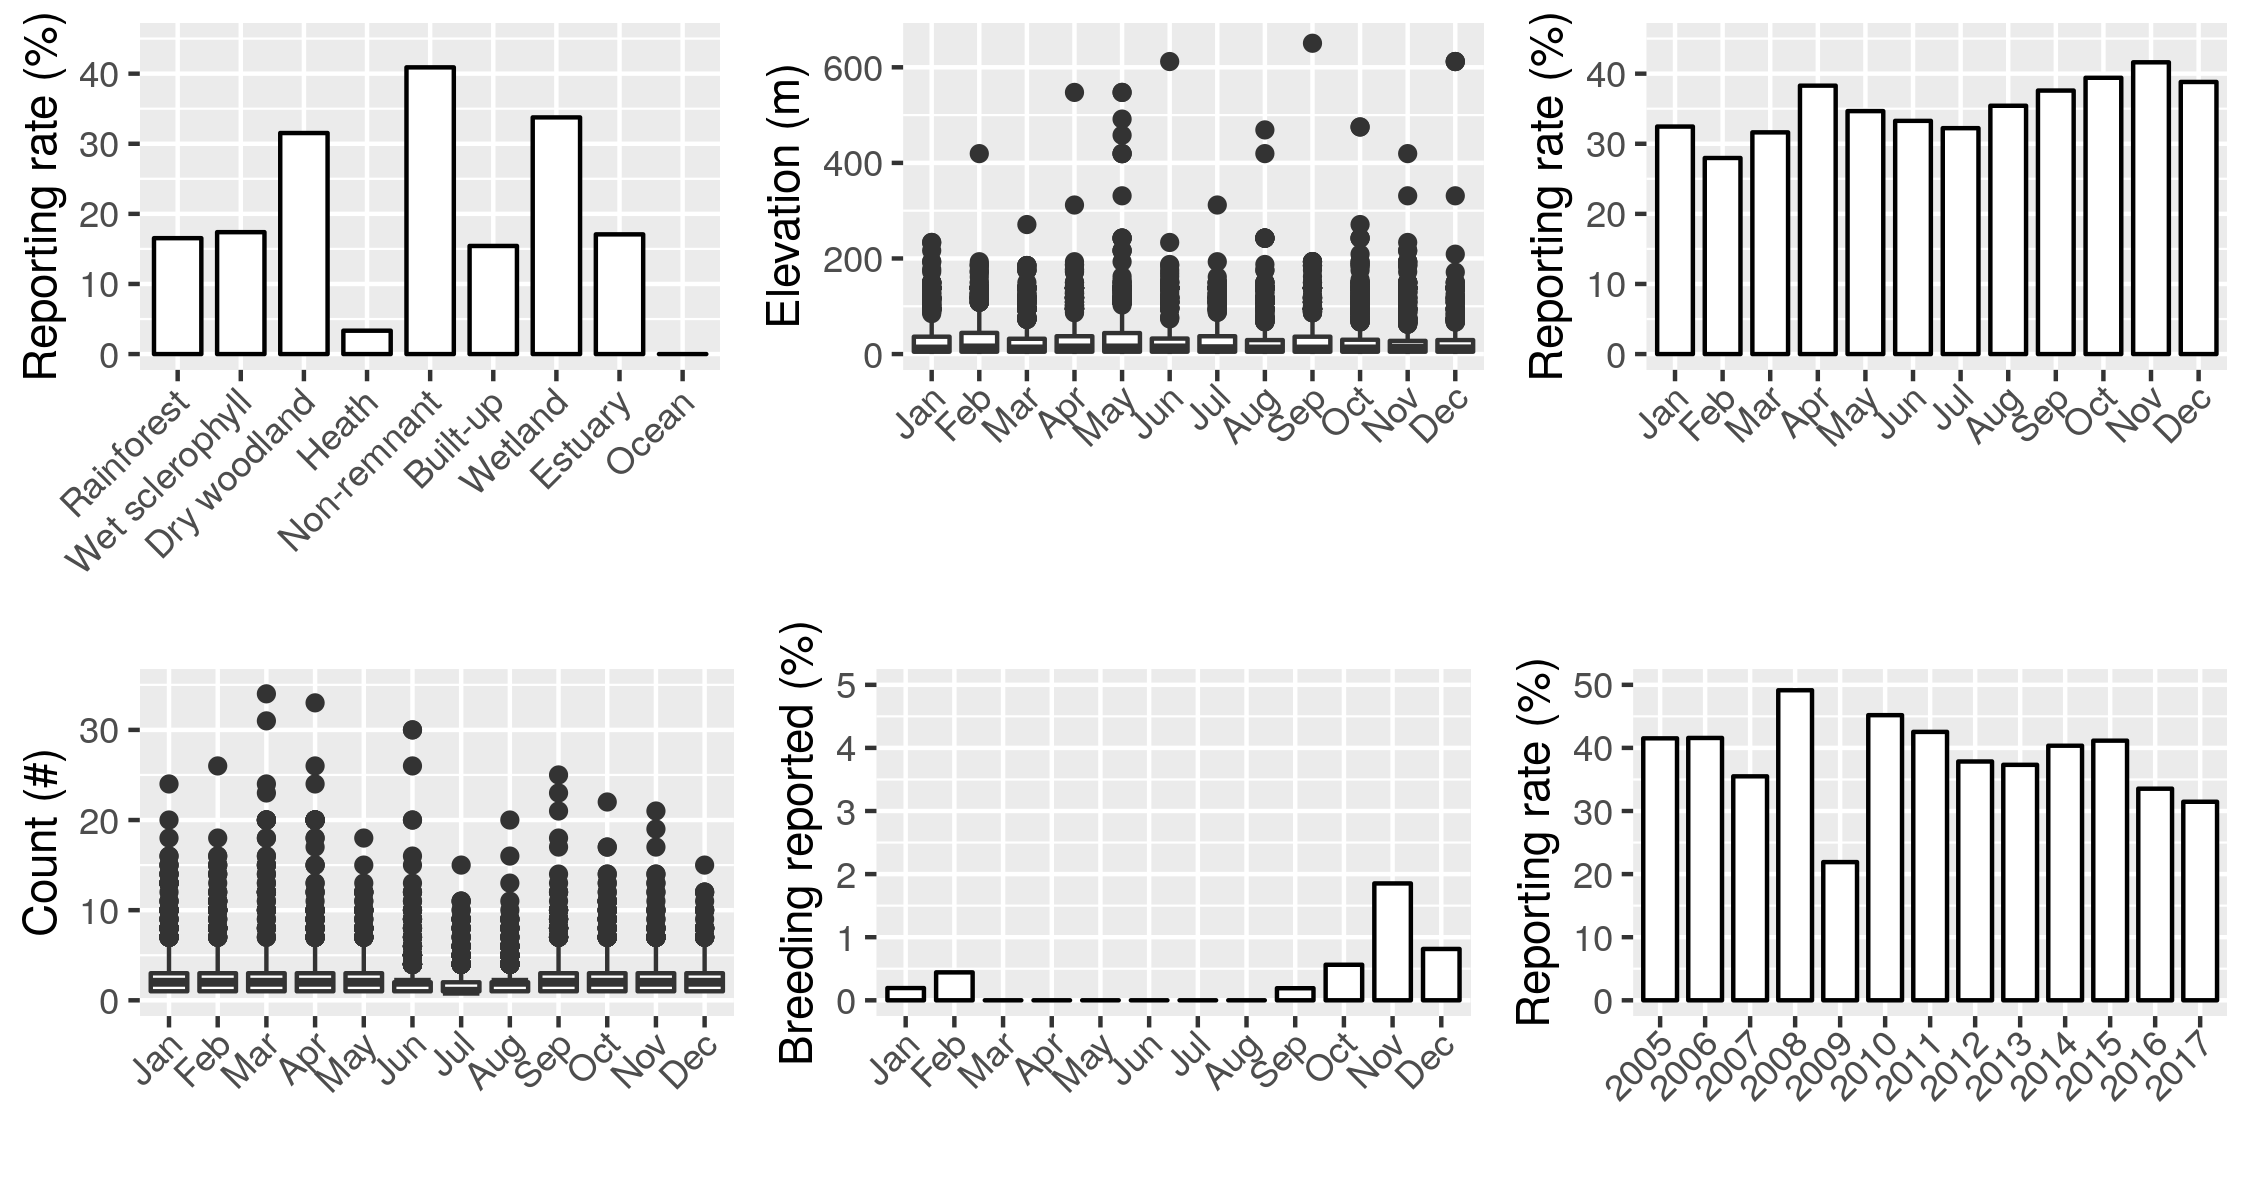 Reporting rate (%)
40
30
20
10
0
Rainforest
Wet sclerophyll
Dry woodland
Heath
Non-remnant
Built-up
Wetland
Estuary
Ocean
Elevation (m)
600
400
200
0
Jan
Feb
Mar
Apr
May
Jun
Jul
Aug
Sep
Oct
Nov
Dec
Reporting rate (%)
40
30
20
10
0
Jan
Feb
Mar
Apr
May
Jun
Jul
Aug
Sep
Oct
Nov
Dec
Count (#)
30
20
10
0
Jan
Feb
Mar
Apr
May
Jun
Jul
Aug
Sep
Oct
Nov
Dec
Breeding reported (%)
5
4
3
2
1
0
Jan
Feb
Mar
Apr
May
Jun
Jul
Aug
Sep
Oct
Nov
Dec
Reporting rate (%)
50
40
30
20
10
0
2005
2006
2007
2008
2009
2010
2011
2012
2013
2014
2015
2016
2017